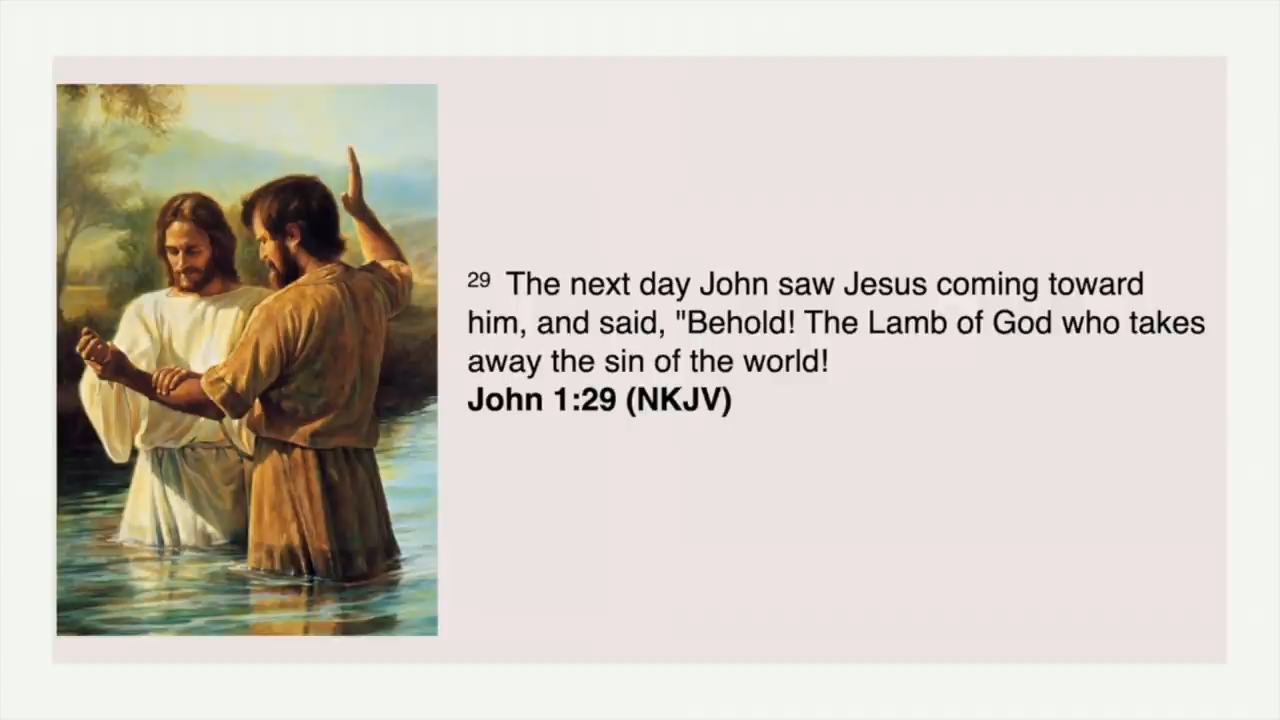 29 The next day John saw Jesus coming toward
him, and said, "Behold! The Lamb of God who takes
away the sin of the world!
John 1:29 (NKJV)